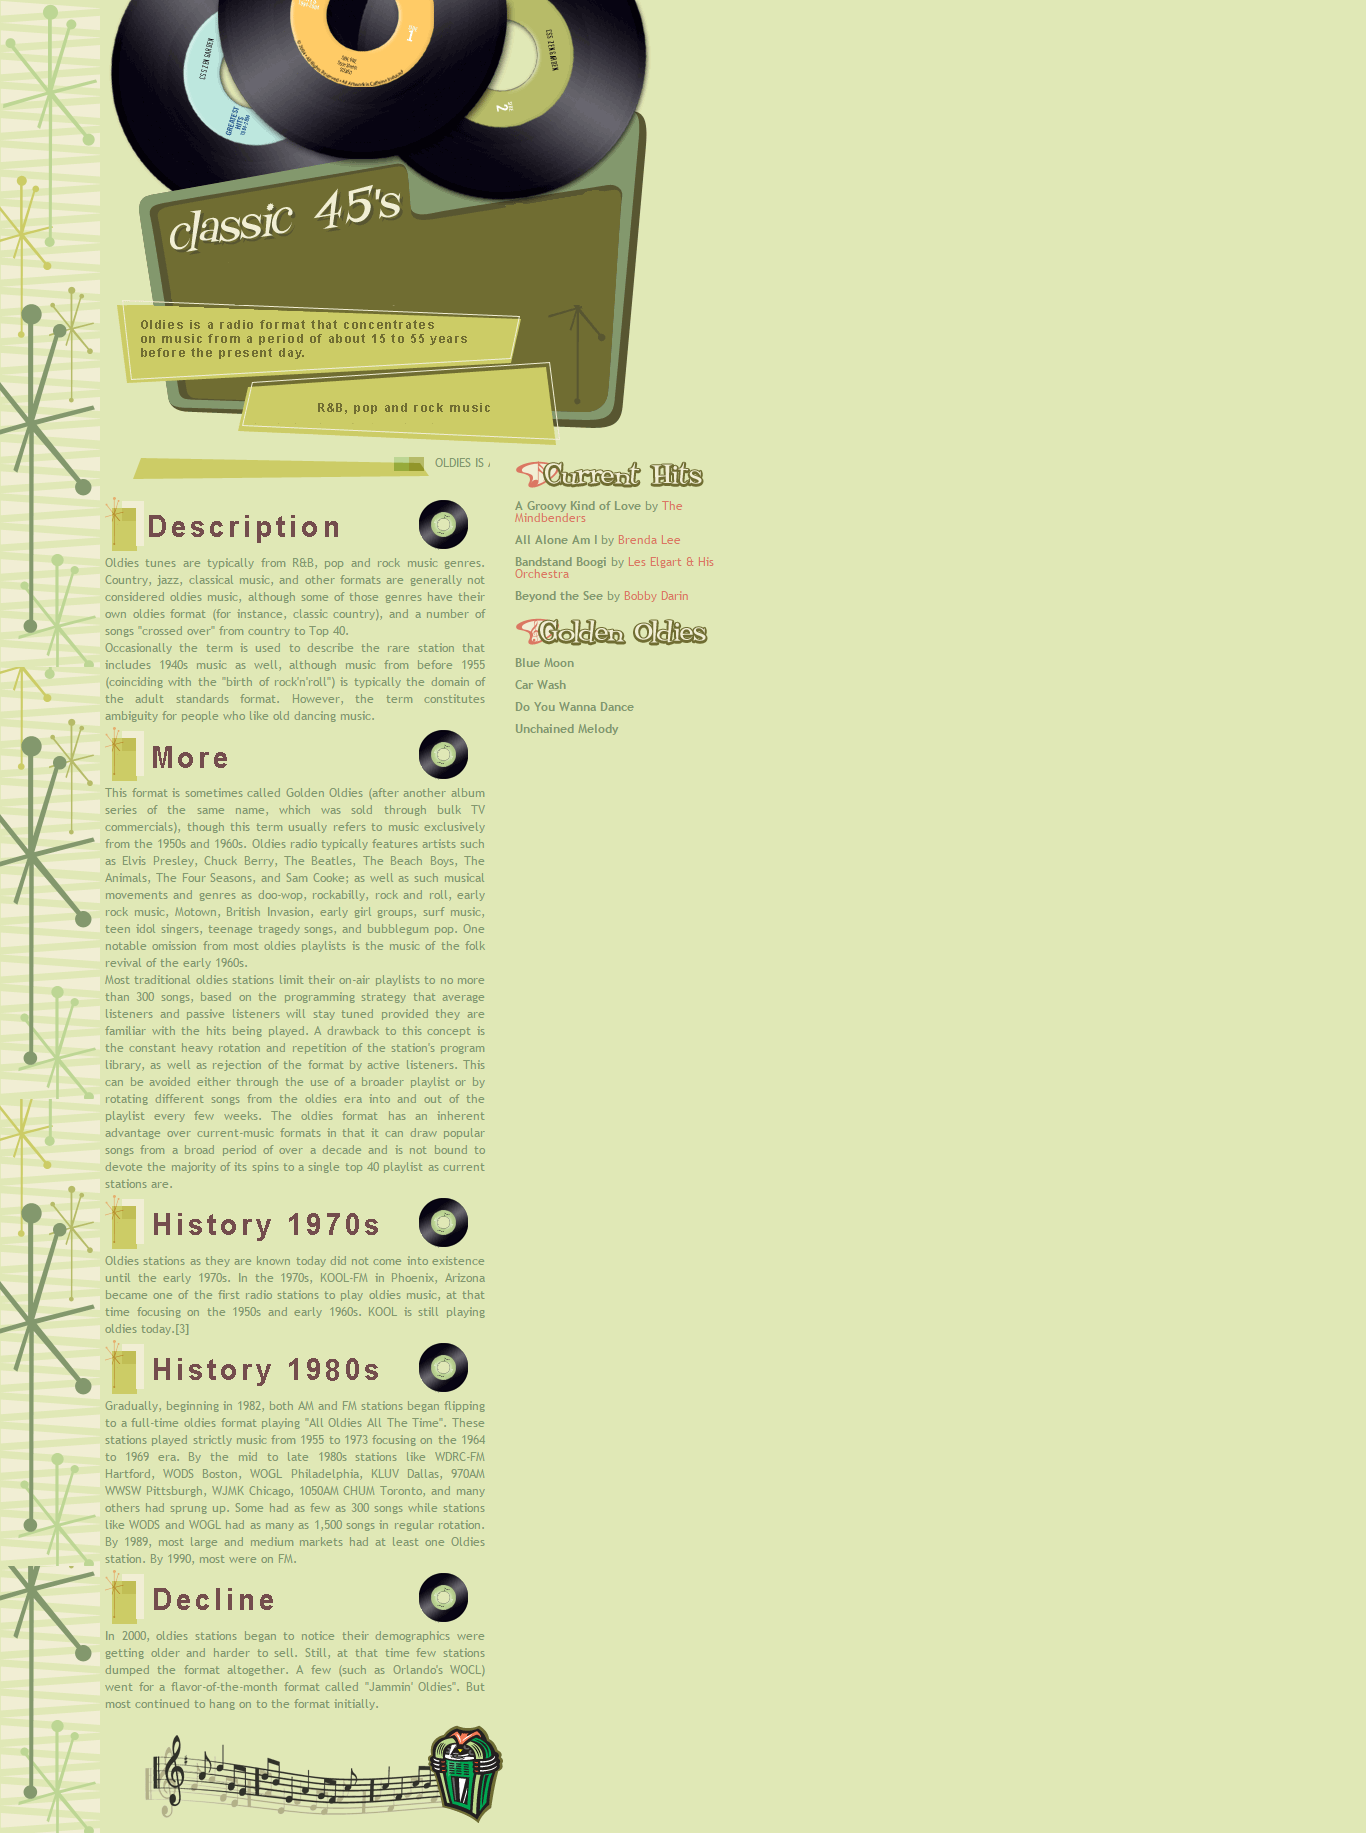 CSS ZEN GARDEN
GREATEST
HITS
1
CSS ZEN GARDEN
SIDE
2
classic 45's
Oldies is a radio format that concentrates
on music from a period of about 15 to 55 years
before the present day.
R&B, pop and rock music
OLDIES IS
Description
Oldies tunes are typically from R&B, pop and rock music genres.
Country, jazz, classical music, and other formats are generally not
considered oldies music, although some of those genres have their
own oldies format (for instance, classic country), and a number of
songs "crossed over" from country to Top 40.
Occasionally the term is used to describe the rare station that
includes 1940s music as well, although music from before 1955
(coinciding with the "birth of rock'n'roll") is typically the domain of
the adult standards format. However, the term constitutes
ambiguity for people who like old dancing music.
More
This format is sometimes called Golden Oldies (after another album
series of the same name, which was sold through bulk TV
commercials), though this term usually refers to music exclusively
from the 1950s and 1960s. Oldies radio typically features artists such
as Elvis Presley, Chuck Berry, The Beatles, The Beach Boys, The
Animals, The Four Seasons, and Sam Cooke; as well as such musical
movements and genres as doo-wop, rockabilly, rock and roll, early
rock music, Motown, British Invasion, early girl groups, surf music,
teen idol singers, teenage tragedy songs, and bubblegum pop. One
notable omission from most oldies playlists is the music of the folk
revival of the early 1960s.
Most traditional oldies stations limit their on-air playlists to no more
than 300 songs, based on the programming strategy that average
listeners and passive listeners will stay tuned provided they are
familiar with the hits being played. A drawback to this concept is
the constant heavy rotation and repetition of the station's program
library, as well as rejection of the format by active listeners. This
can be avoided either through the use of a broader playlist or by
rotating different songs from the oldies era into and out of the
playlist every few weeks. The oldies format has an inherent
advantage over current-music formats in that it can draw popular
songs from a broad period of over a decade and is not bound to
devote the majority of its spins to a single top 40 playlist as current
stations are.
History 1970s
Oldies stations as they are known today did not come into existence
until the early 1970s. In the 1970s, KOOL-FM in Phoenix, Arizona
became one of the first radio stations to play oldies music, at that
time focusing on the 1950s and early 1960s. KOOL is still playing
oldies today.[3]
History 1980s
Gradually, beginning in 1982, both AM and FM stations began flipping
to a full-time oldies format playing "All Oldies All The Time". These
stations played strictly music from 1955 to 1973 focusing on the 1964
to 1969 era. By the mid to late 1980s stations like WDRC-FM
Hartford, WODS Boston, WOGL Philadelphia, KLUV Dallas, 970AM
WWSW Pittsburgh, WJMK Chicago, 1050AM CHUM Toronto, and many
others had sprung up. Some had as few as 300 songs while stations
like WODS and WOGL had as many as 1,500 songs in regular rotation.
By 1989, most large and medium markets had at least one Oldies
station. By 1990, most were on FM.
Decline
In 2000, oldies stations began to notice their demographics were
getting older and harder to sell. Still, at that time few stations
dumped the format altogether. A few (such as Orlando's WOCL)
went for a flavor-of-the-month format called "Jammin' Oldies". But
most continued to hang on to the format initially.
Current Hits
A Groovy Kind of Love by The
Mindbenders
All Alone Am I by Brenda Lee
Bandstand Boogi by Les Elgart & His
Orchestra
Beyond the See by Bobby Darin
Golden Oldies
Blue Moon
Car Wash
Do You Wanna Dance
Unchained Melody